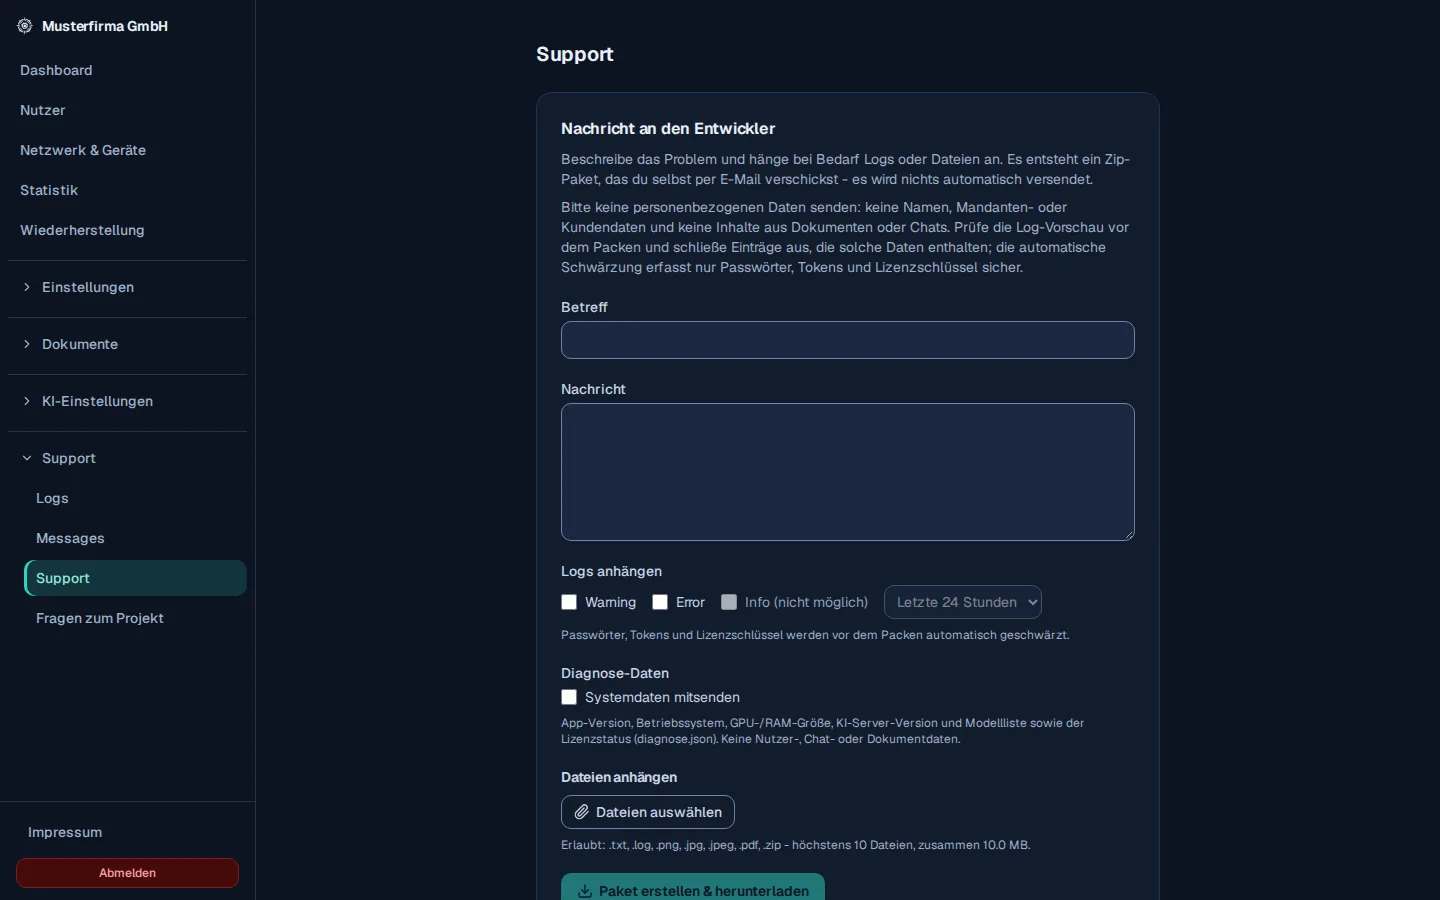 Musterfirma GmbH
Dashboard
Nutzer
Netzwerk & Geräte
Statistik
Wiederherstellung
Einstellungen
Dokumente
KI-Einstellungen
Support
Logs
Messages
Support
Fragen zum Projekt
Impressum
Abmelden
Support
Nachricht an den Entwickler
Beschreibe das Problem und hänge bei Bedarf Logs oder Dateien an. Es entsteht ein Zip-
Paket, das du selbst per E-Mail verschickst - es wird nichts automatisch versendet.
Bitte keine personenbezogenen Daten senden: keine Namen, Mandanten- oder
Kundendaten und keine Inhalte aus Dokumenten oder Chats. Prüfe die Log-Vorschau vor
dem Packen und schließe Einträge aus, die solche Daten enthalten; die automatische
Schwärzung erfasst nur Passwörter, Tokens und Lizenzschlüssel sicher.
Betreff
Nachricht
Logs anhängen
Warning Error Info (nicht möglich) Letzte 24 Stunden
Passwörter, Tokens und Lizenzschlüssel werden vor dem Packen automatisch geschwärzt.
Diagnose-Daten
Systemdaten mitsenden
App-Version, Betriebssystem, GPU-/RAM-Größe, KI-Server-Version und Modellliste sowie der
Lizenzstatus (diagnose.json). Keine Nutzer-, Chat- oder Dokumentdaten.
Dateien anhängen
Dateien auswählen
Erlaubt: .txt, .log, .png, .jpg, .jpeg, .pdf, .zip - höchstens 10 Dateien, zusammen 10.0 MB.
Paket erstellen & herunterladen